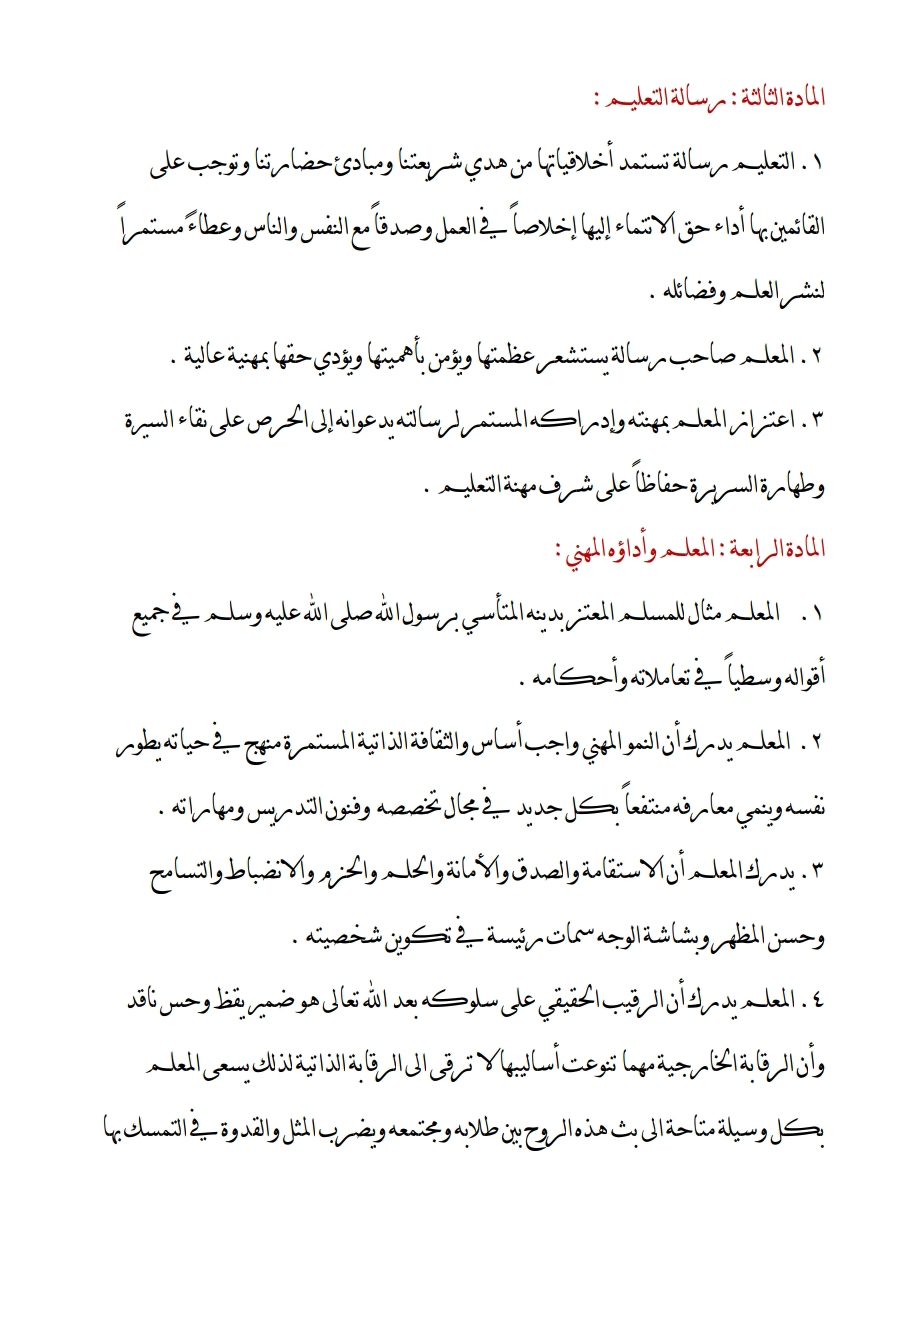 المادة الثالثة : رسالة التعليم :
١ . التعليم رسالة تستمد أخلاقياتها من هدي شريعتنا ومبادئ حضارتنا وتوجب على
القائمين بها أداء حق الانتماء إليها إخلاصاً في العمل وصدقاً مع النفس والناس وعطاءً مستمراً
لنشر العلم وفضائله .
٢ . المعلم صاحب رسالة يستشعر عظمتها ويؤمن بأهميتها ويؤدي حقها بمهنية عالية .
٣ . اعتزاز المعلم بمهنته وإدراكه المستمر لرسالته يدعوانه إلى الحرص على نقاء السيرة
وطهارة السريرة حفاظاً على شرف مهنة التعليم .
المادة الرابعة : المعلم وأداؤه المهني :
١ . المعلم مثال للمسلم المعتز بدينه المتأسي برسول الله صلى الله عليه وسلم في جميع
أقواله وسطياً في تعاملاته وأحكامه .
٢ . المعلم يدرك أن النمو المهني واجب أساس والثقافة الذاتية المستمرة منهج في حياته يطور
نفسه وينمي معارفه منتفعاً بكل جديد في مجال تخصصه وفنون التدريس ومهاراته .
٣ . يدرك المعلم أن الاستقامة والصدق والأمانة والحلم والحزم والانضباط والتسامح
وحسن المظهر وبشاشة الوجه سمات رئيسة في تكوين شخصيته .
٤ . المعلم يدرك أن الرقيب الحقيقي على سلوكه بعد الله تعالى هو ضمير يقظ وحس ناقد
وأن الرقابة الخارجية مهما تنوعت أساليبها لا ترقى الى الرقابة الذاتية لذلك يسعى المعلم
بكل وسيلة متاحة الى بث هذه الروح بين طلابه ومجتمعه ويضرب المثل والقدوة في التمسك بها